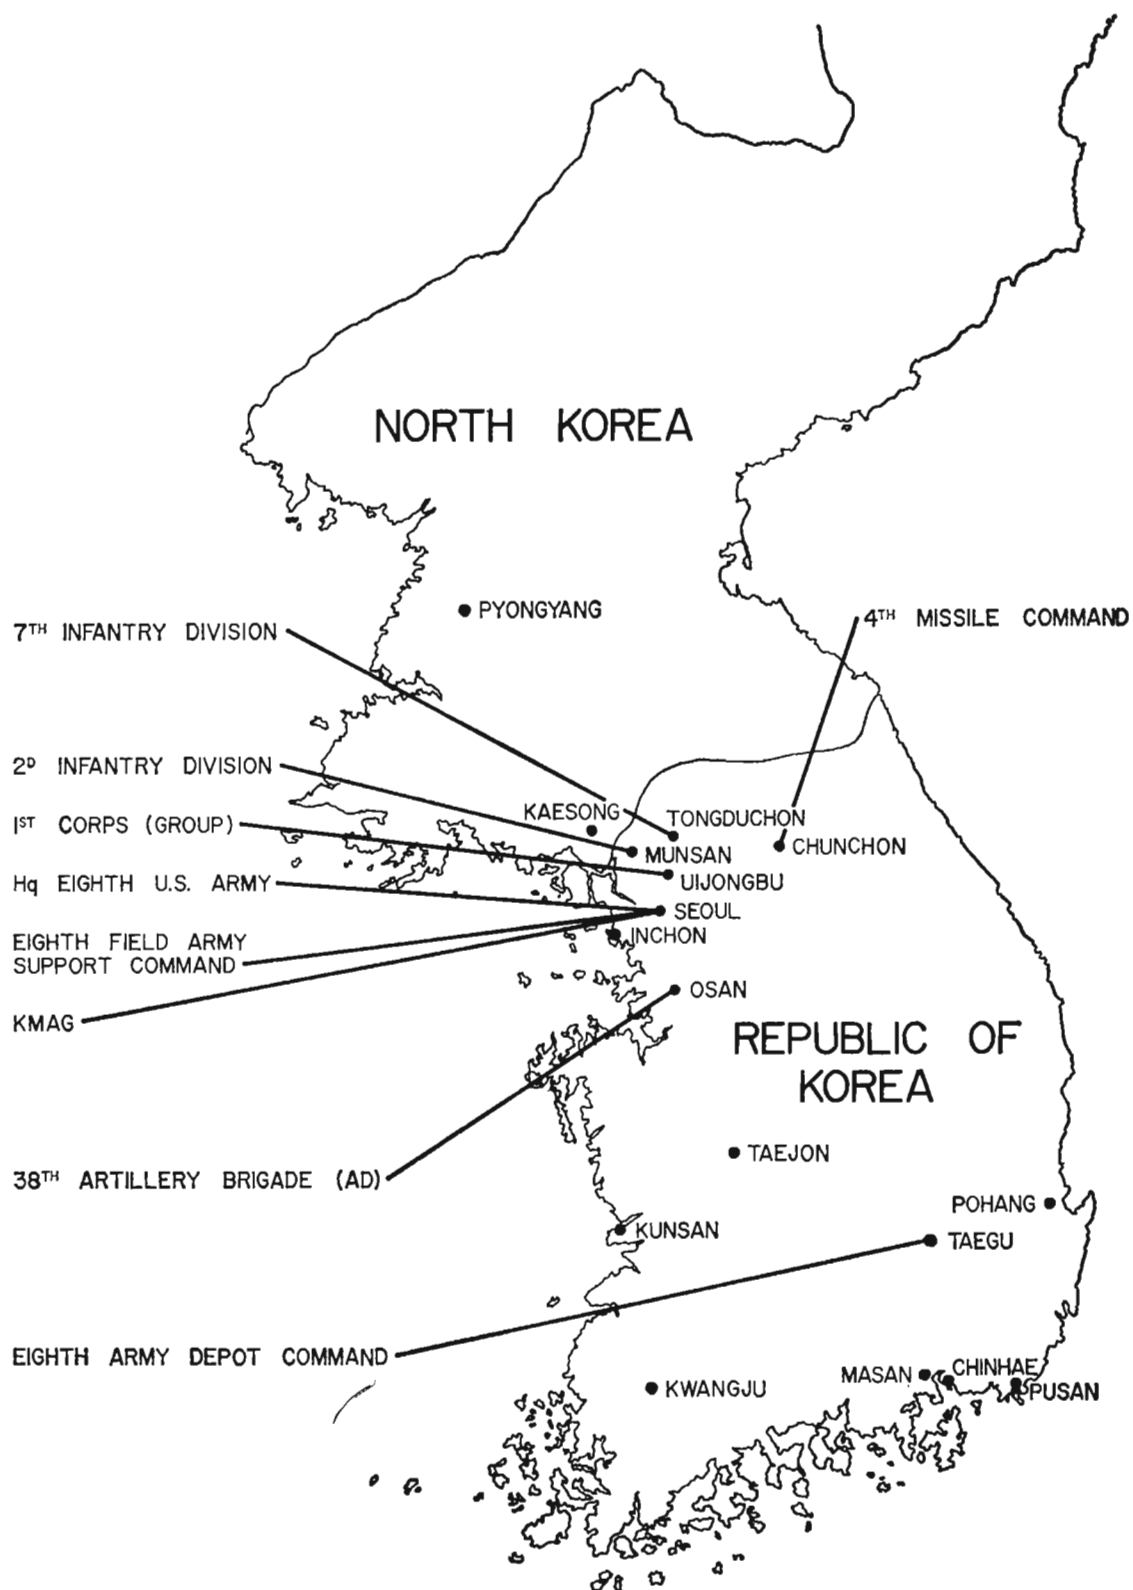 NORTH KOREA
PYONGYANG
7TH INFANTRY DIVISION
4TH MISSILE COMMAND
2D INFANTRY DIVISION
KAESONG
TONGDUCHON
1ST CORPS (GROUP)
MUNSAN
CHUNCHON
UIJONGBU
Hq EIGHTH U.S. ARMY
SEOUL
INCHON
EIGHTH FIELD ARMY
SUPPORT COMMAND
OSAN
KMAG
REPUBLIC OF
KOREA
TAEJON
38TH ARTILLERY BRIGADE (AD)
POHANG
KUNSAN
TAEGU
EIGHTH ARMY DEPOT COMMAND
MASAN
CHINHAE
KWANGJU
PUSAN